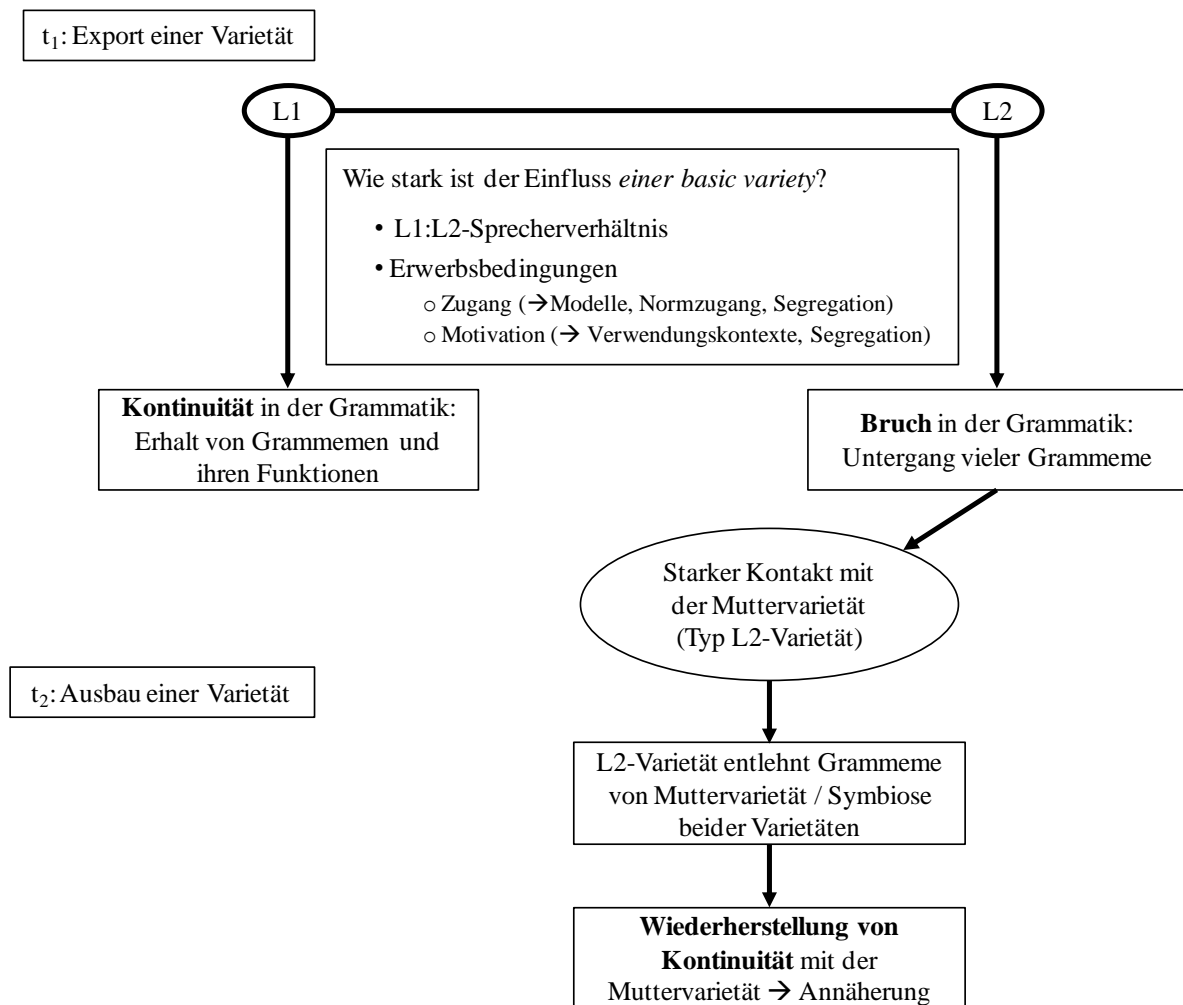 t₁: Export einer Varietät
L1
L2
Wie stark ist der Einfluss einer basic variety?
• L1:L2-Sprecherverhältnis
• Erwerbsbedingungen
o Zugang (→Modelle, Normzugang, Segregation)
o Motivation (→ Verwendungskontexte, Segregation)
Kontinuität in der Grammatik:
Erhalt von Grammemen und
ihren Funktionen
Bruch in der Grammatik:
Untergang vieler Grammeme
Starker Kontakt mit
der Muttervarietät
(Typ L2-Varietät)
t₂: Ausbau einer Varietät
L2-Varietät entlehnt Grammeme
von Muttervarietät / Symbiose
beider Varietäten
Wiederherstellung von
Kontinuität mit der
Muttervarietät → Annäherung